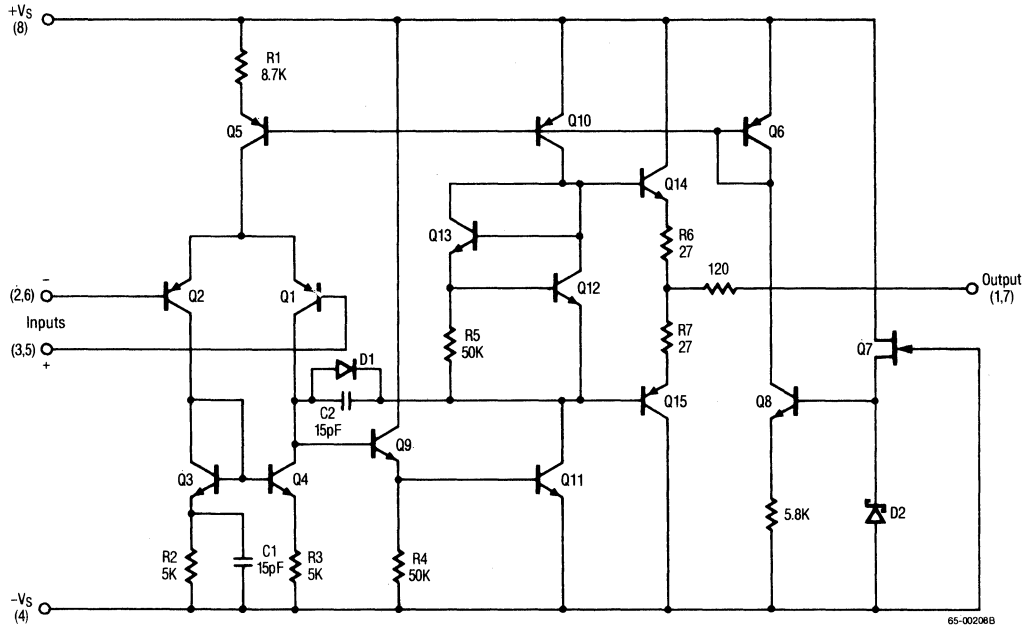 +VS
(8)
R1
8.7K
Q5
Q10
Q6
Q14
Q13
R6
27
120
Output
(1,7)
−
(2,6)
Q2
Q1
Q12
Inputs
(3,5)
+
R5
50K
R7
27
Q7
D1
C2
15pF
Q15
Q8
Q9
Q3
Q4
Q11
5.8K
D2
R2
5K
C1
15pF
R3
5K
R4
50K
−VS
(4)
65-00208B